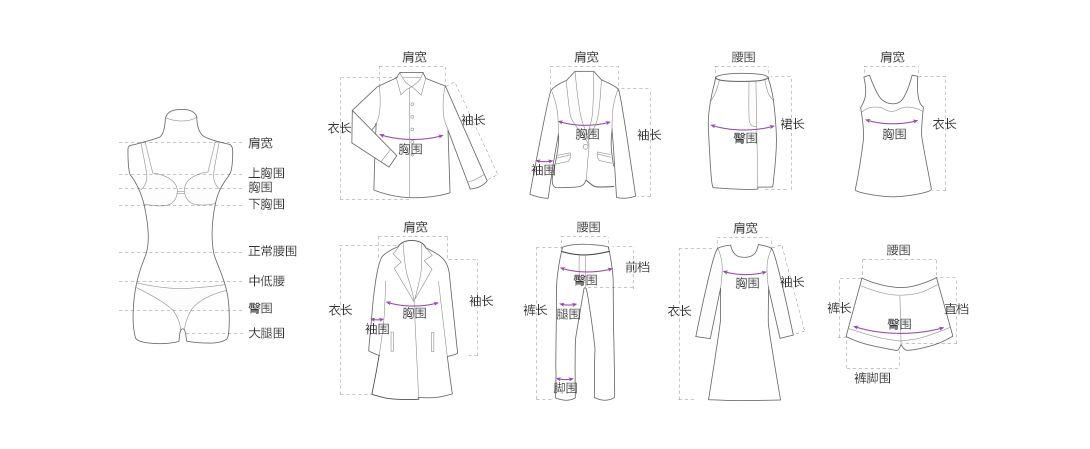 肩宽
上胸围
胸围
下胸围
正常腰围
中低腰
臀围
大腿围
肩宽
衣长
袖长
胸围
肩宽
胸围
袖长
袖围
腰围
裙长
臀围
肩宽
衣长
胸围
肩宽
袖长
衣长
胸围
袖围
腰围
前档
臀围
裤长
腿围
脚围
肩宽
胸围
袖长
衣长
腰围
裤长
直档
臀围
裤脚围